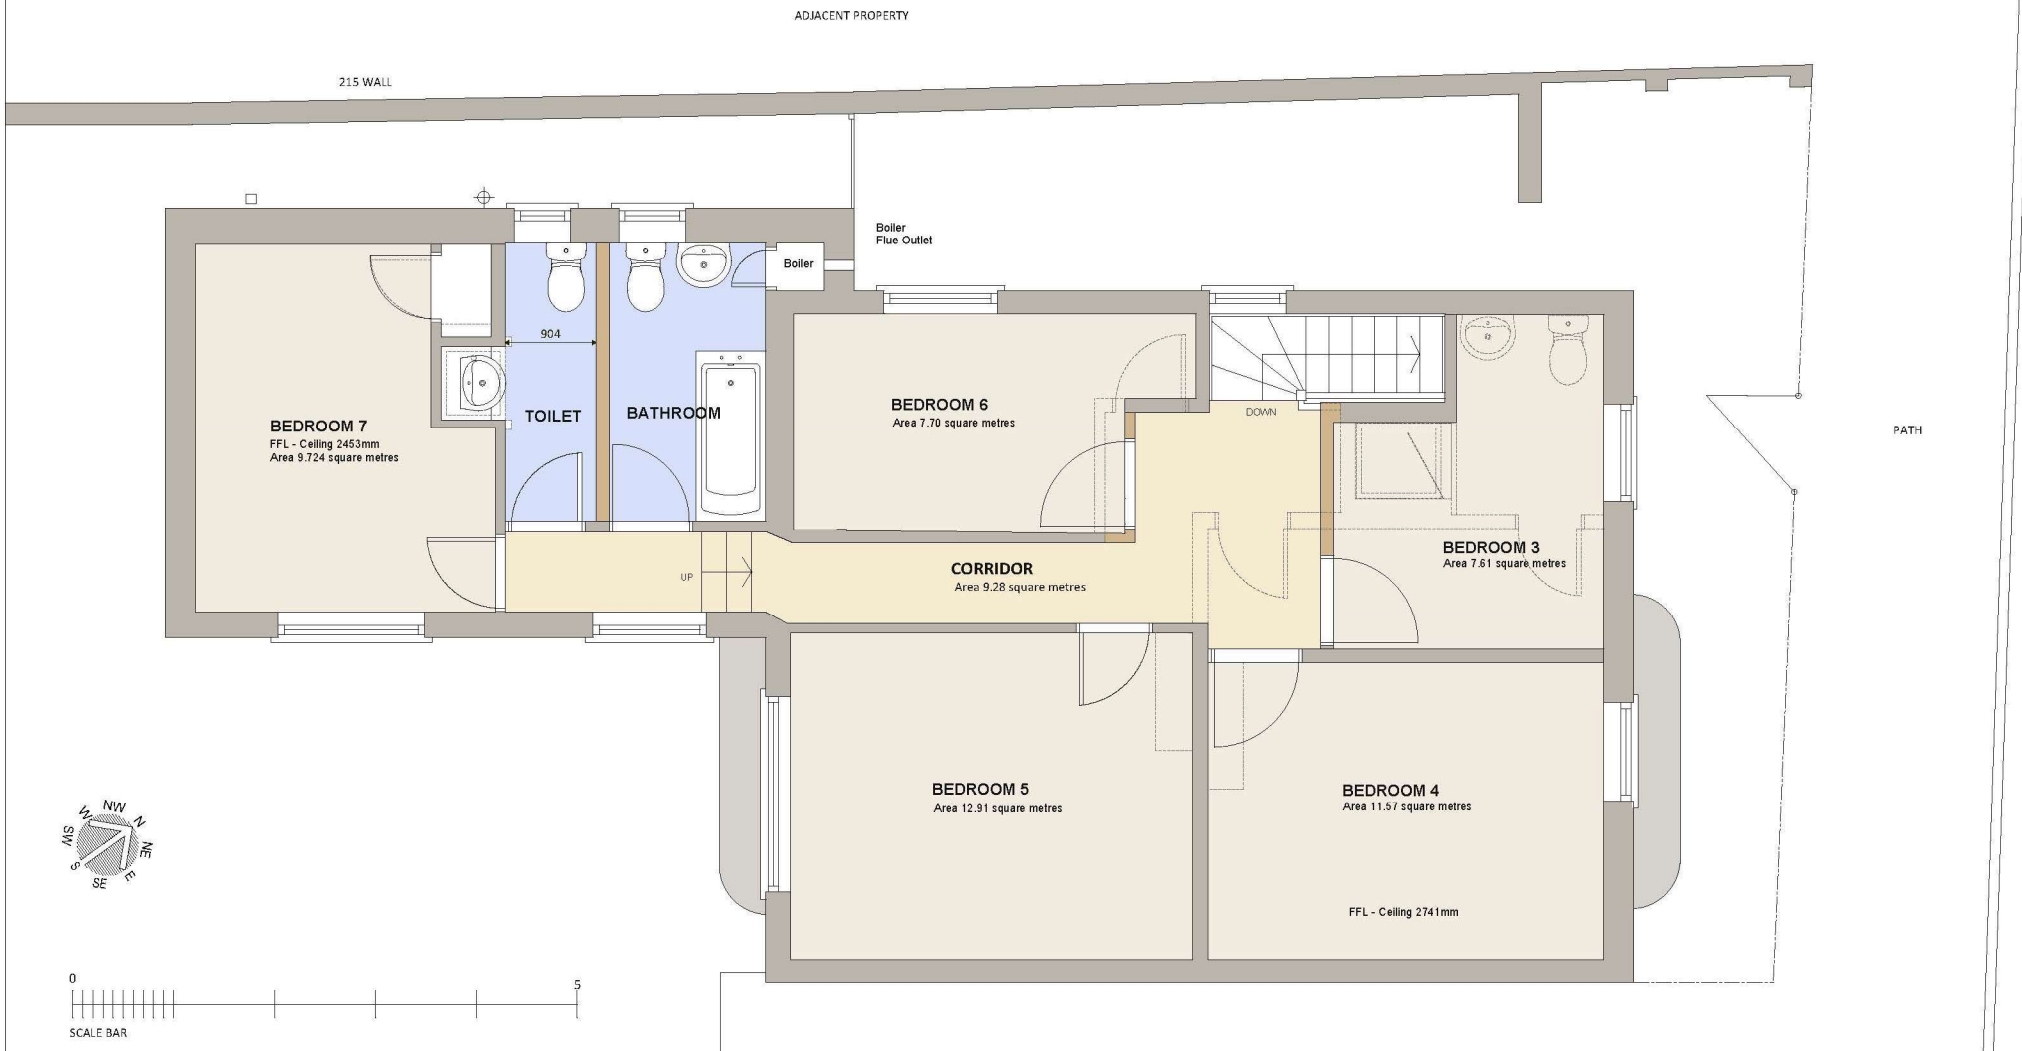 ADJACENT PROPERTY
215 WALL
Boiler
Flue Outlet
Boiler
904
TOILET
BATHROOM
BEDROOM 7
FFL - Ceiling 2453mm
Area 9.724 square metres
BEDROOM 6
Area 7.70 square metres
DOWN
PATH
BEDROOM 3
Area 7.61 square metres
UP
CORRIDOR
Area 9.28 square metres
BEDROOM 5
Area 12.91 square metres
BEDROOM 4
Area 11.57 square metres
FFL - Ceiling 2741mm
NW
N
NE
E
SE
S
SW
W
0
5
SCALE BAR